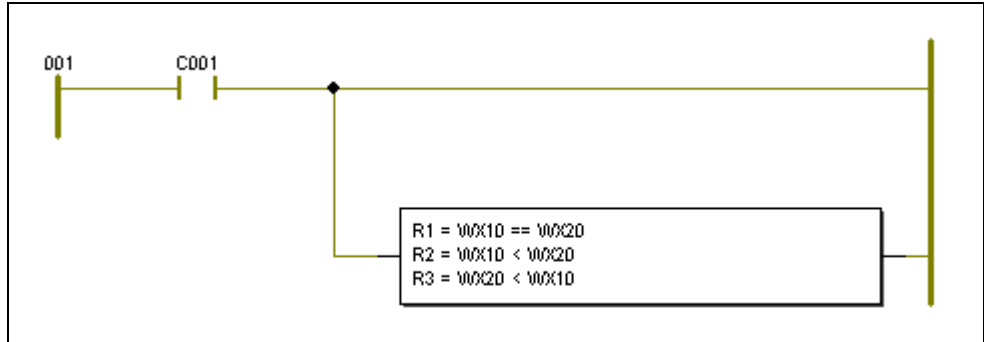 001 C001
R1 = WX10 == WX20
R2 = WX10 < WX20
R3 = WX20 < WX10